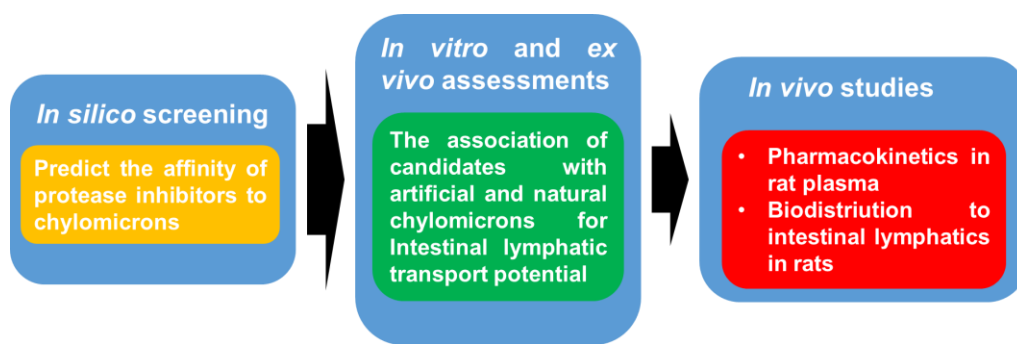 In silico screening
Predict the affinity of
protease inhibitors to
chylomicrons
In vitro and ex
vivo assessments
The association of
candidates with
artificial and natural
chylomicrons for
Intestinal lymphatic
transport potential
In vivo studies
• Pharmacokinetics in
rat plasma
• Biodistriution to
intestinal lymphatics
in rats